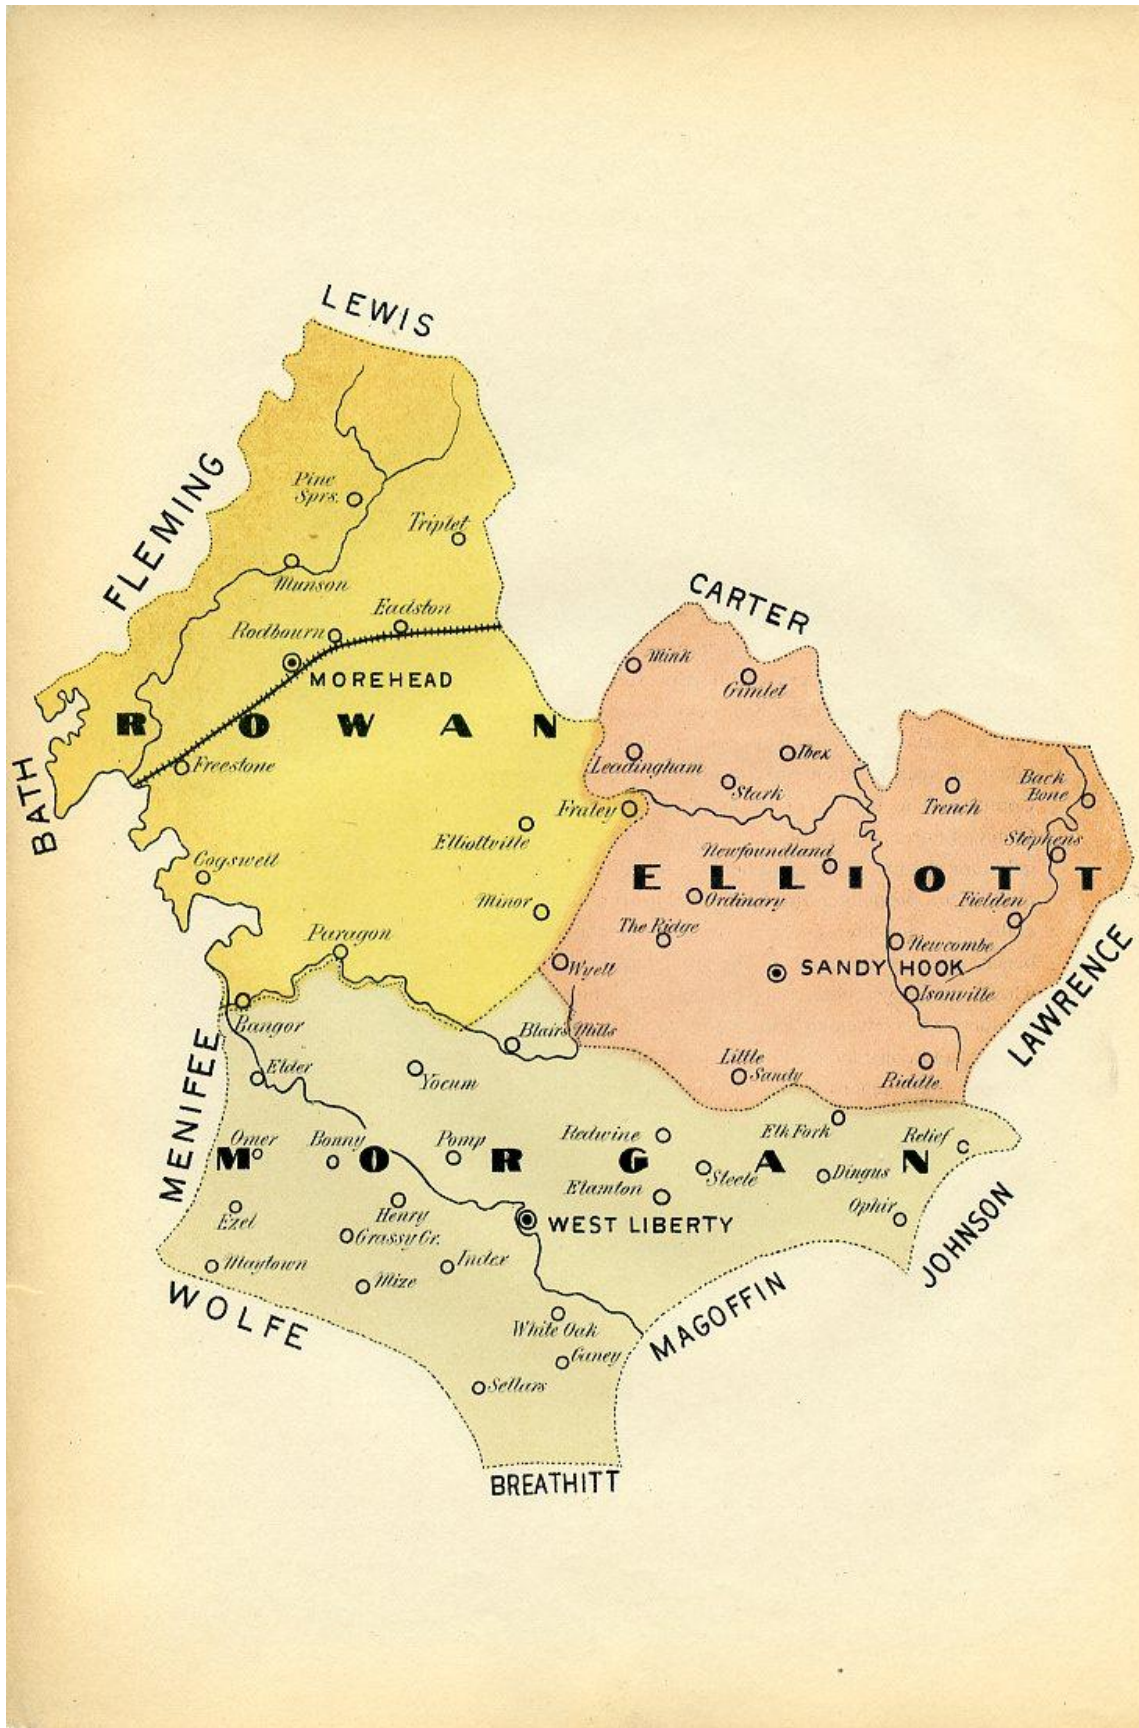 LEWIS
FLEMING
Pine
Sprs.
Triplet
Munson
Eadston
Rodbourn
MOREHEAD
CARTER
Mink
Gimlet
ROWAN
BATH
Freestone
Leadingham
Ibex
Stark
Back
Bone
Trench
Fraley
Elliottville
Stephens
Newfoundland
Cogswell
ELLIOTT
Ordinary
Fielden
Minor
The Ridge
Newcombe
Paragon
Wyett
SANDY HOOK
Isonville
LAWRENCE
Bangor
Blairs Mills
MENIFEE
Elder
Yocum
Little
Sandy
Riddle
Omer
Bonny
Pomp
Redwine
Elk Fork
Relief
MORGAN
Steele
Dingus
Elamton
Ezel
Henry
Ophir
WEST LIBERTY
Grassy Cr.
JOHNSON
Maytown
Index
Mize
WOLFE
MAGOFFIN
White Oak
Caney
Sellars
BREATHITT